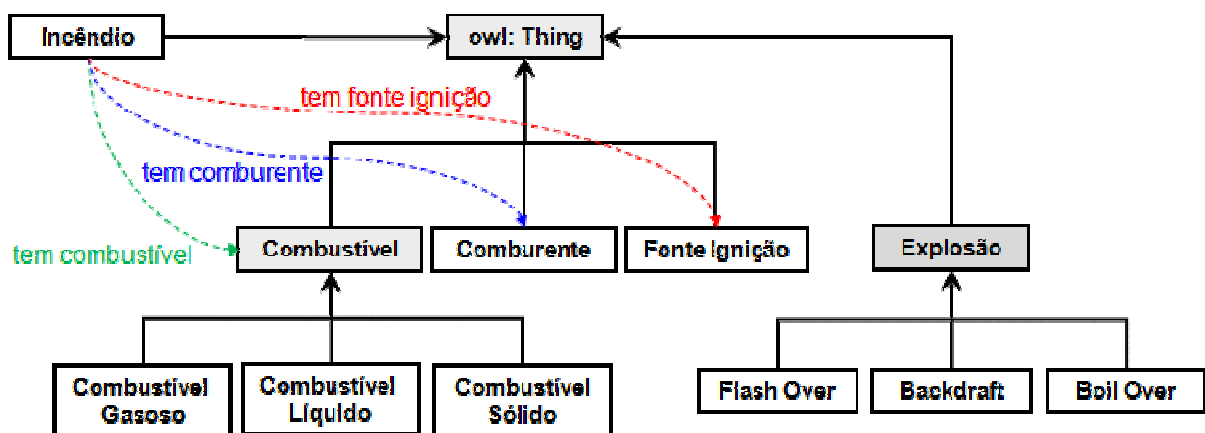 Incêndio
owl: Thing
tem fonte ignição
tem comburente
tem combustível
Combustível
Comburente
Fonte Ignição
Explosão
Combustível
Gasoso
Combustível
Líquido
Combustível
Sólido
Flash Over
Backdraft
Boil Over